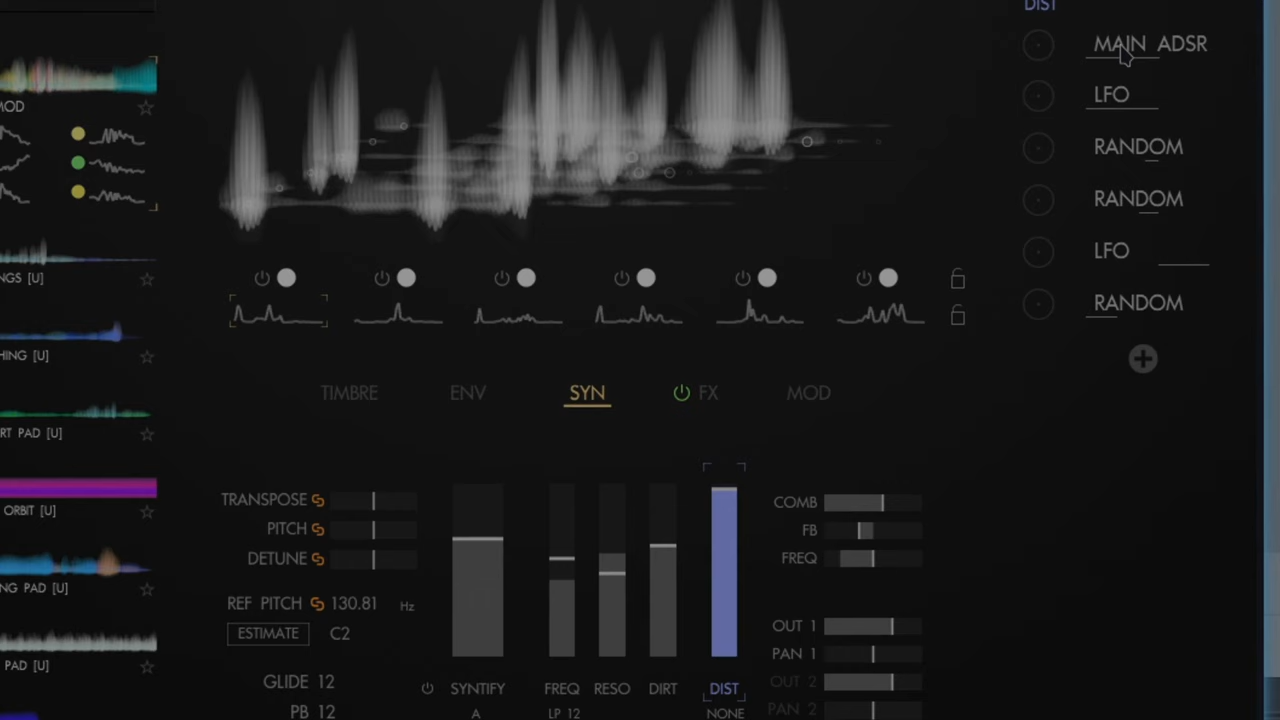 DIST
MAIN ADSR
LFO
RANDOM
RANDOM
LFO
RANDOM
MOD
NGS [U]
HING [U]
RT PAD [U]
ORBIT [U]
NG PAD [U]
PAD [U]
TIMBRE ENV SYN FX MOD
TRANSPOSE
PITCH
DETUNE
REF PITCH 130.81 Hz
ESTIMATE C2
GLIDE 12
PB 12
SYNTIFY FREQ RESO DIRT DIST
A LP 12 NONE
COMB
FB
FREQ
OUT 1
PAN 1
OUT 2
PAN 2